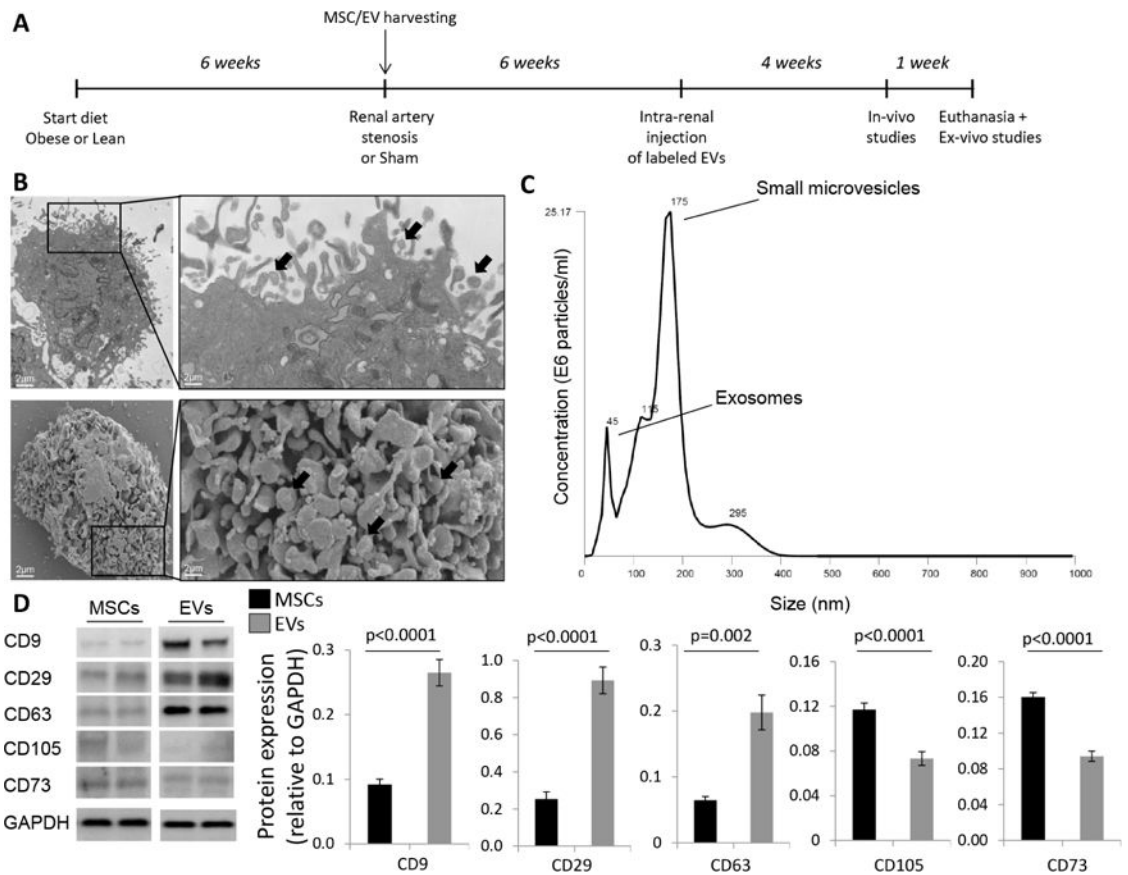 A
MSC/EV harvesting
6 weeks
6 weeks
4 weeks
1 week
Start diet
Obese or Lean
Renal artery
stenosis
or Sham
Intra-renal
injection
of labeled EVs
In-vivo
studies
Euthanasia +
Ex-vivo studies
B
2µm
2µm
2µm
2µm
C
Small microvesicles
Exosomes
25.17
175
115
45
295
Concentration (E6 particles/ml)
0 100 200 300 400 500 600 700 800 900 1000
Size (nm)
D
MSCs EVs
CD9
CD29
CD63
CD105
CD73
GAPDH
MSCs
EVs
Protein expression
(relative to GAPDH)
p<0.0001
0.3
0.2
0.1
0
CD9
p<0.0001
1.0
0.8
0.6
0.4
0.2
0.0
CD29
p=0.002
0.3
0.2
0.1
0
CD63
p<0.0001
0.16
0.12
0.08
0.04
0
CD105
p<0.0001
0.20
0.16
0.12
0.08
0.04
0.00
CD73